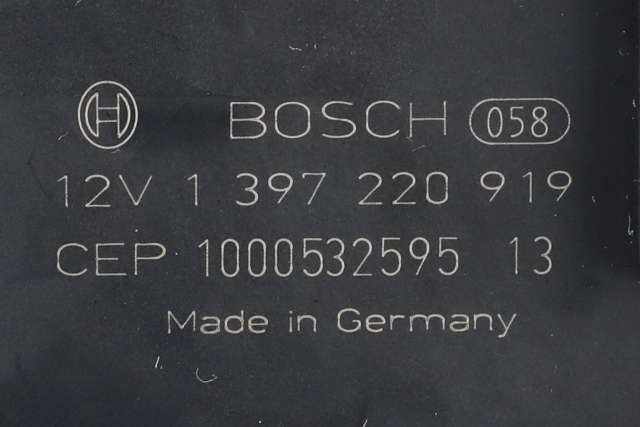 BOSCH 058
12V 1 397 220 919
CEP 1000532595 13
Made in Germany